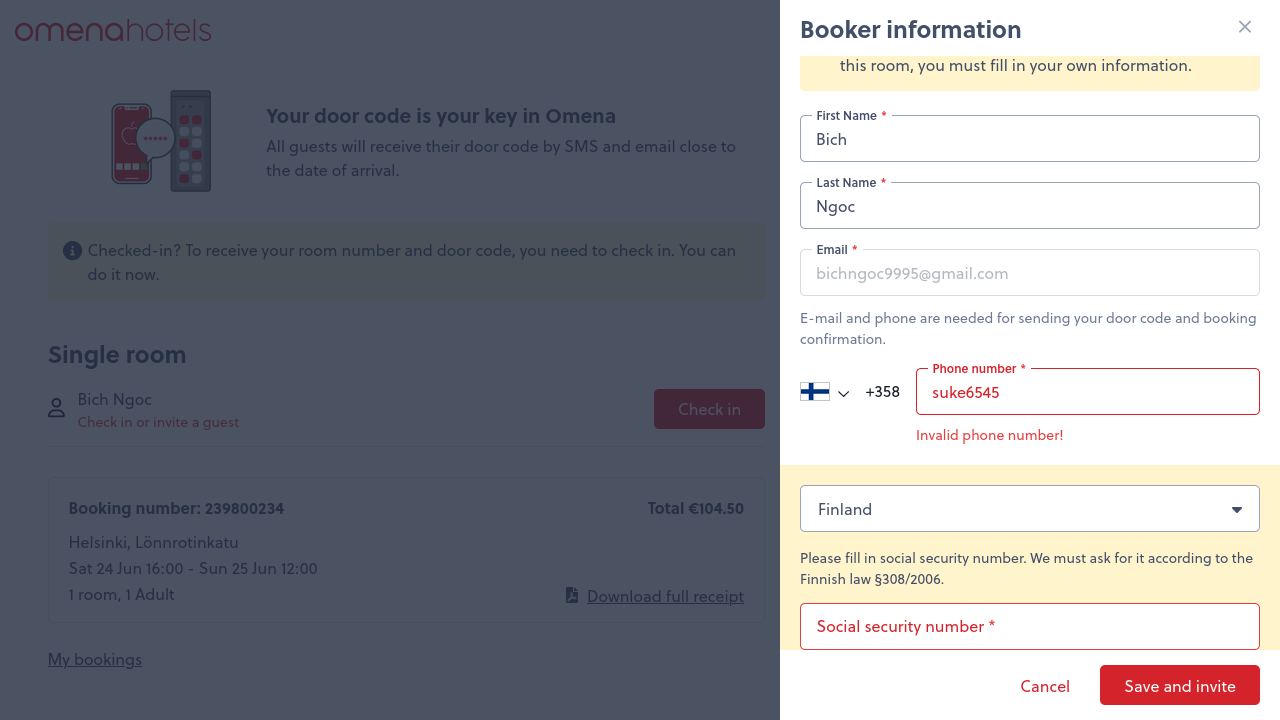 omenahotels
Your door code is your key in Omena
All guests will receive their door code by SMS and email close to
the date of arrival.
Checked-in? To receive your room number and door code, you need to check in. You can
do it now.
Single room
Bich Ngoc
Check in or invite a guest
Check in
Booking number: 239800234
Total €104.50
Helsinki, Lönnrotinkatu
Sat 24 Jun 16:00 - Sun 25 Jun 12:00
1 room, 1 Adult
Download full receipt
My bookings
Booker information
this room, you must fill in your own information.
First Name *
Bich
Last Name *
Ngoc
Email *
bichngoc9995@gmail.com
E-mail and phone are needed for sending your door code and booking
confirmation.
Phone number *
+358
suke6545
Invalid phone number!
Finland
Please fill in social security number. We must ask for it according to the
Finnish law §308/2006.
Social security number *
Cancel
Save and invite